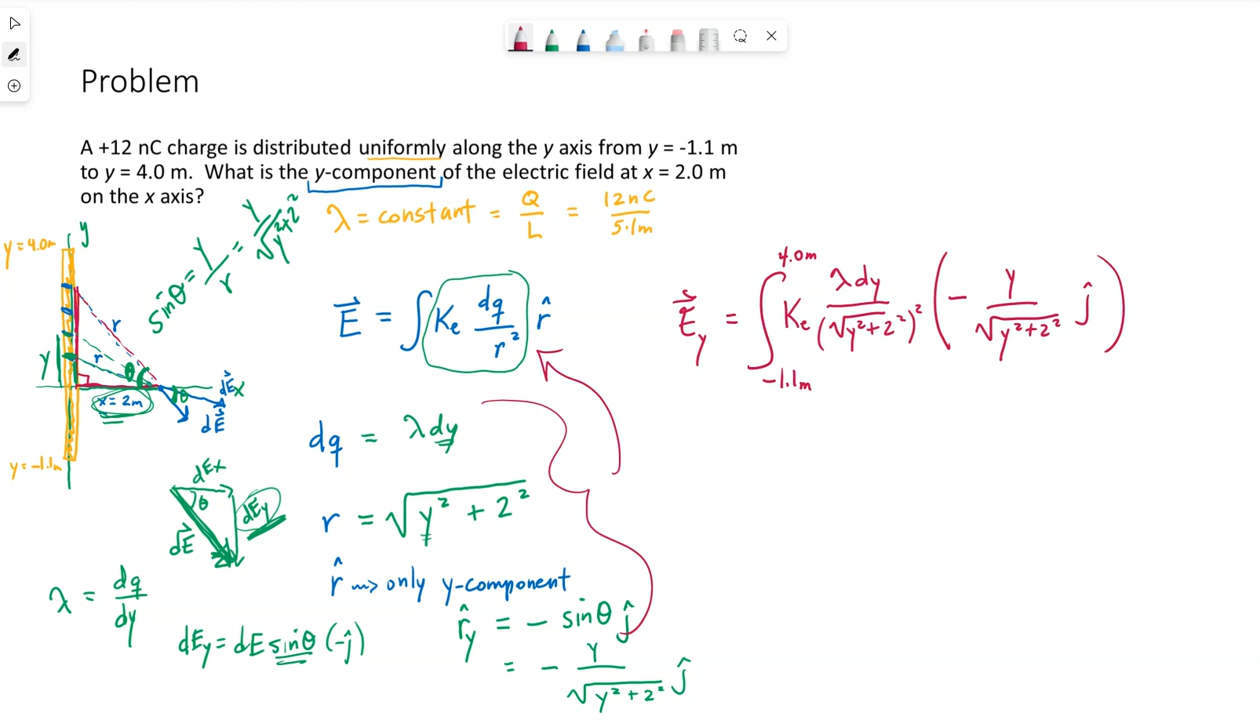 Problem
A +12 nC charge is distributed uniformly along the y axis from y = -1.1 m
to y = 4.0 m. What is the y-component of the electric field at x = 2.0 m
on the x axis?
λ = constant = Q/L = 12nC/5.1m
y = 4.0m
y
sinθ = y/r = y/√y²+2²
r
r
y
θ
θ
x = 2m
dEx
dE⃗
y = -1.1m
E⃗ = ∫ Ke dq/r² r̂
E⃗y = ∫ -1.1m 4.0m Ke λdy/(√y²+2²)² (- y/√y²+2² ĵ)
dq = λdy
dEx
θ
dEy
dE⃗
r = √y² + 2²
r̂ ⇝ only y-component
λ = dq/dy
dEy = dE sinθ (-ĵ)
r̂y = - sinθ ĵ
= - y/√y²+2² ĵ